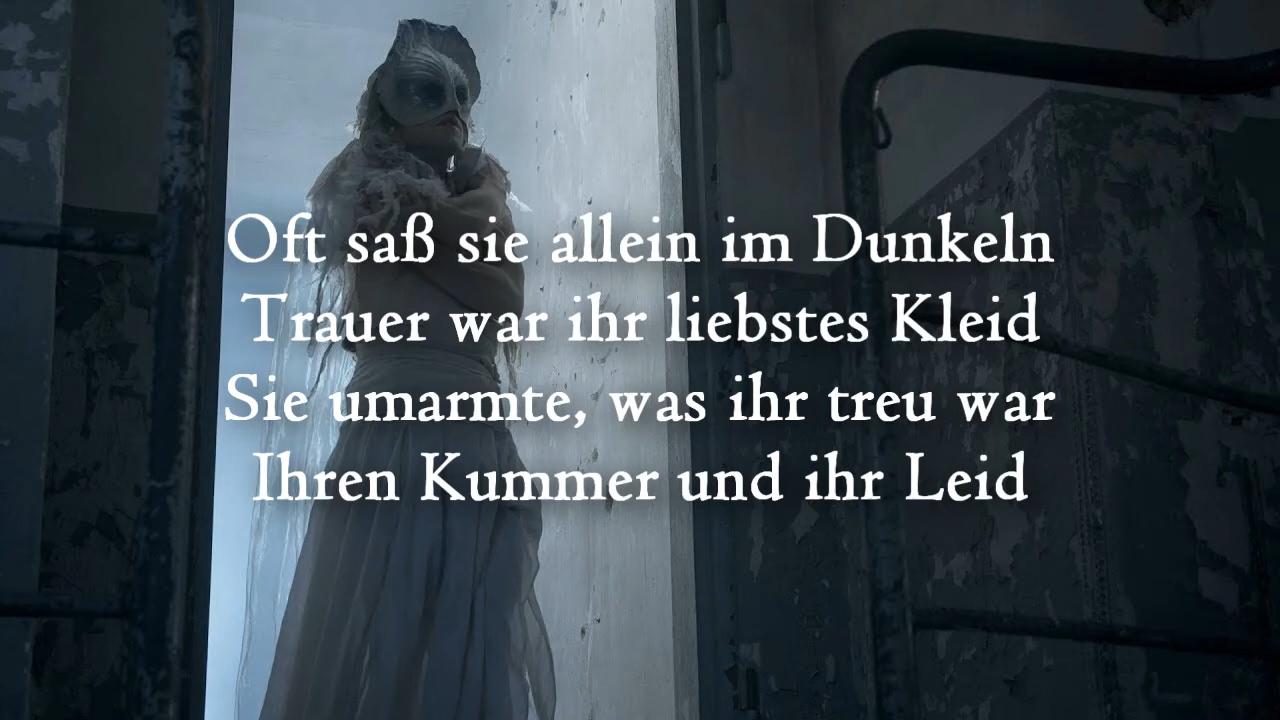 Oft saß sie allein im Dunkeln
Trauer war ihr liebstes Kleid
Sie umarmte, was ihr treu war
Ihren Kummer und ihr Leid